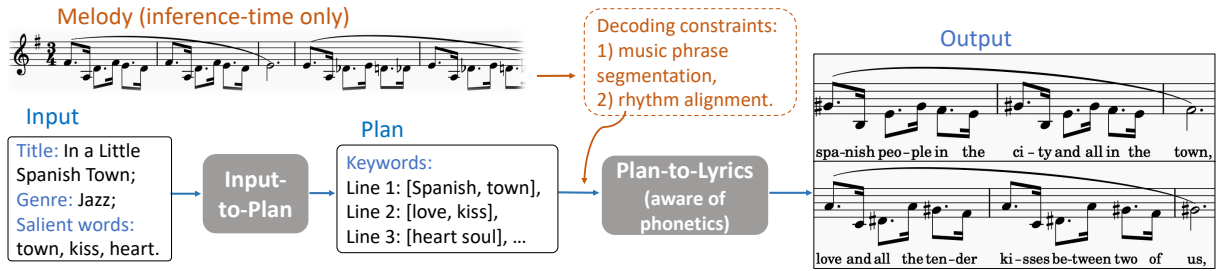 Melody (inference-time only)
3
4
Decoding constraints:
1) music phrase
segmentation,
2) rhythm alignment.
Input
Title: In a Little
Spanish Town;
Genre: Jazz;
Salient words:
town, kiss, heart.
Input-
to-Plan
Plan
Keywords:
Line 1: [Spanish, town],
Line 2: [love, kiss],
Line 3: [heart soul], ...
Plan-to-Lyrics
(aware of
phonetics)
Output
spa-nish peo-ple in the ci-ty and all in the town,
love and all the ten-der ki-sses be-tween two of us,